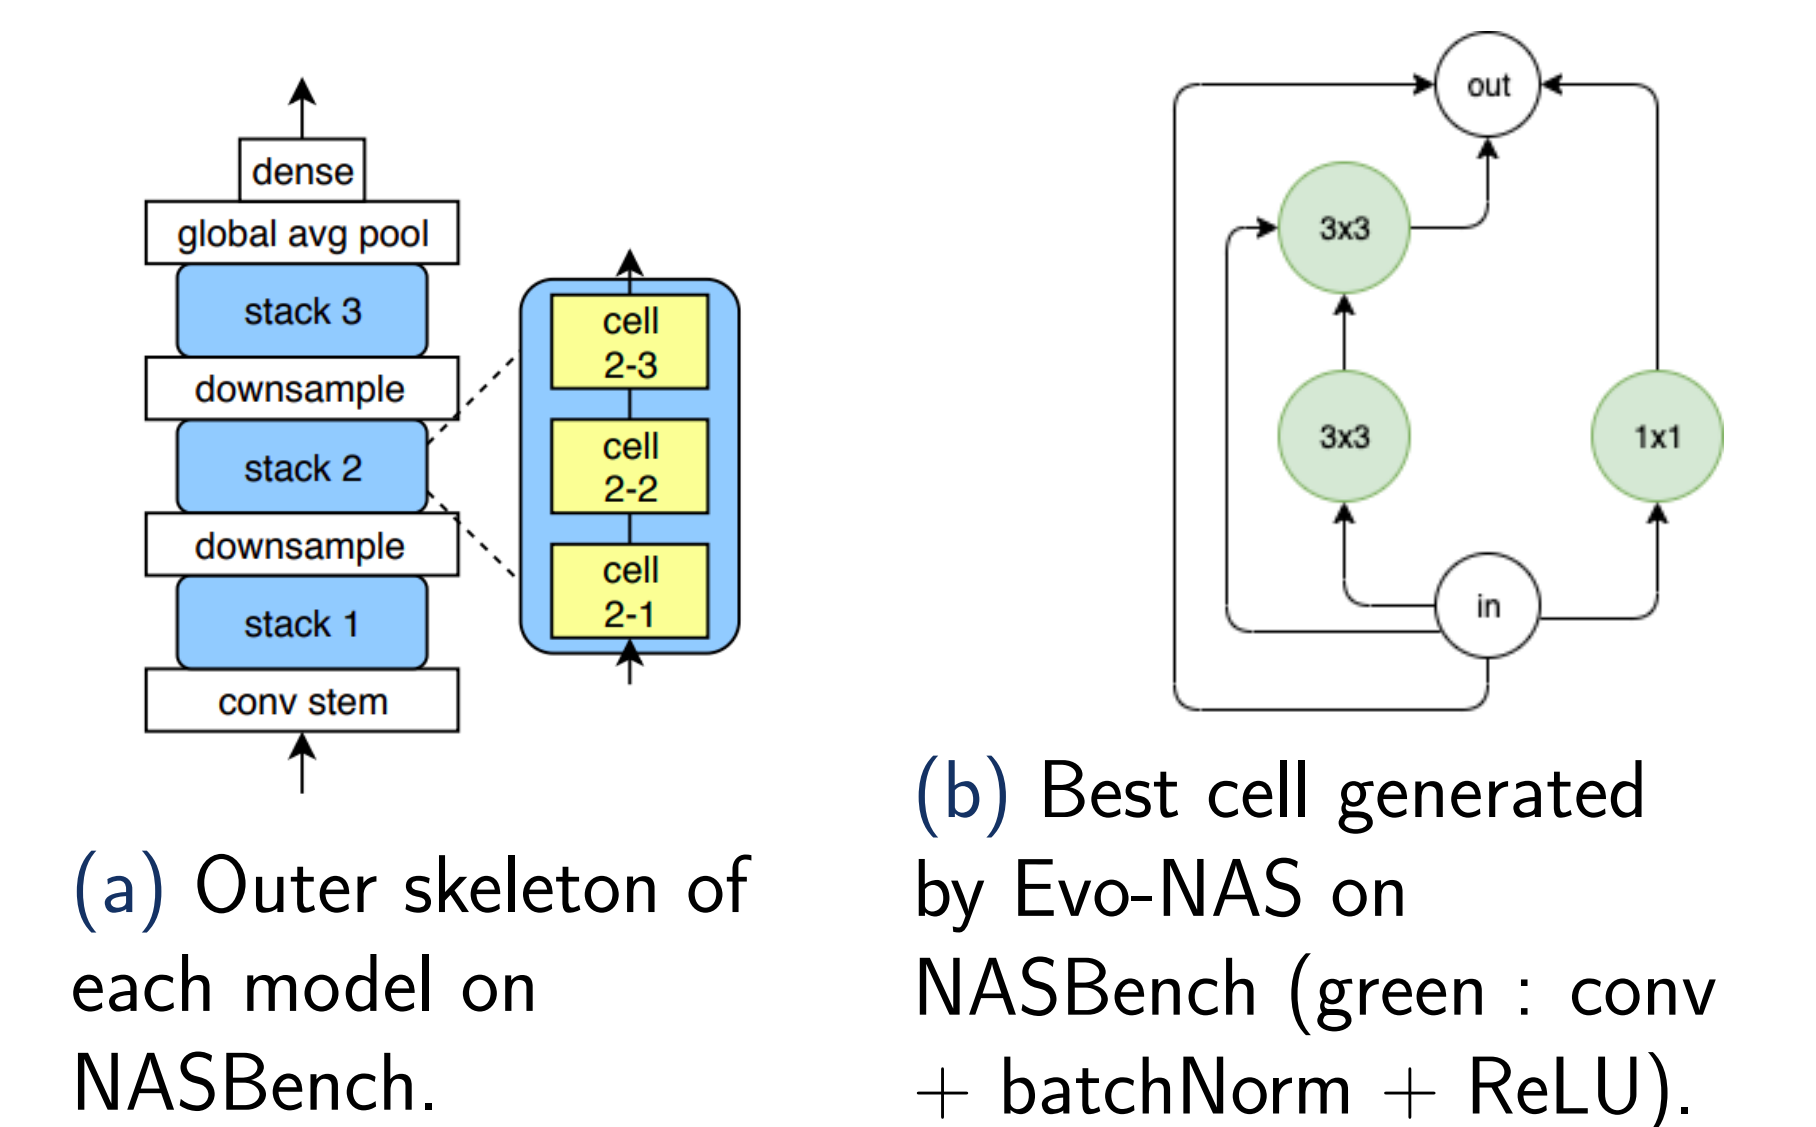 dense
global avg pool
stack 3
downsample
stack 2
downsample
stack 1
conv stem
cell
2-3
cell
2-2
cell
2-1
(a) Outer skeleton of
each model on
NASBench.
out
3x3
3x3
1x1
in
(b) Best cell generated
by Evo-NAS on
NASBench (green : conv
+ batchNorm + ReLU).